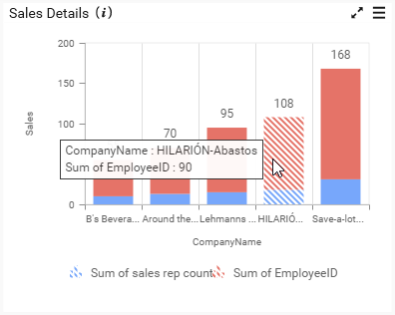 Sales Details (i)
200
168
150
Sales
108
100
95
70
CompanyName : HILARIÓN-Abastos
Sum of EmployeeID : 90
0
B's Bevera... Around the... Lehmanns ... HILARIÓ... Save-a-lot...
CompanyName
Sum of sales rep count Sum of EmployeeID